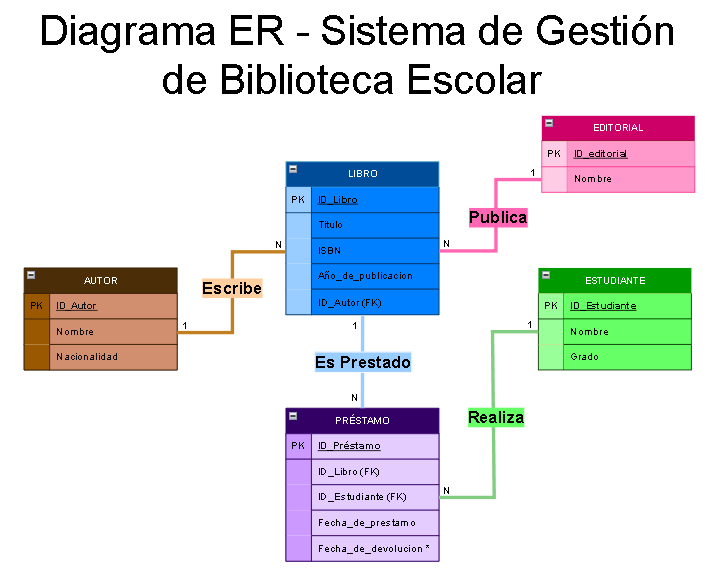 Diagrama ER - Sistema de Gestión
de Biblioteca Escolar
EDITORIAL
PK ID_editorial
Nombre
1
Publica
N
LIBRO
PK ID_Libro
Titulo
ISBN
Año_de_publicacion
ID_Autor (FK)
N
Escribe
1
AUTOR
PK ID_Autor
Nombre
Nacionalidad
ESTUDIANTE
PK ID_Estudiante
Nombre
Grado
1
Realiza
N
1
Es Prestado
N
PRÉSTAMO
PK ID_Préstamo
ID_Libro (FK)
ID_Estudiante (FK)
Fecha_de_prestamo
Fecha_de_devolucion *